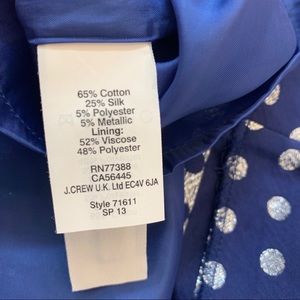 65% Cotton
25% Silk
5% Polyester
5% Metallic
Lining:
52% Viscose
48% Polyester
RN77388
CA56445
J.CREW U.K. Ltd EC4V 6JA
Style 71611
SP 13